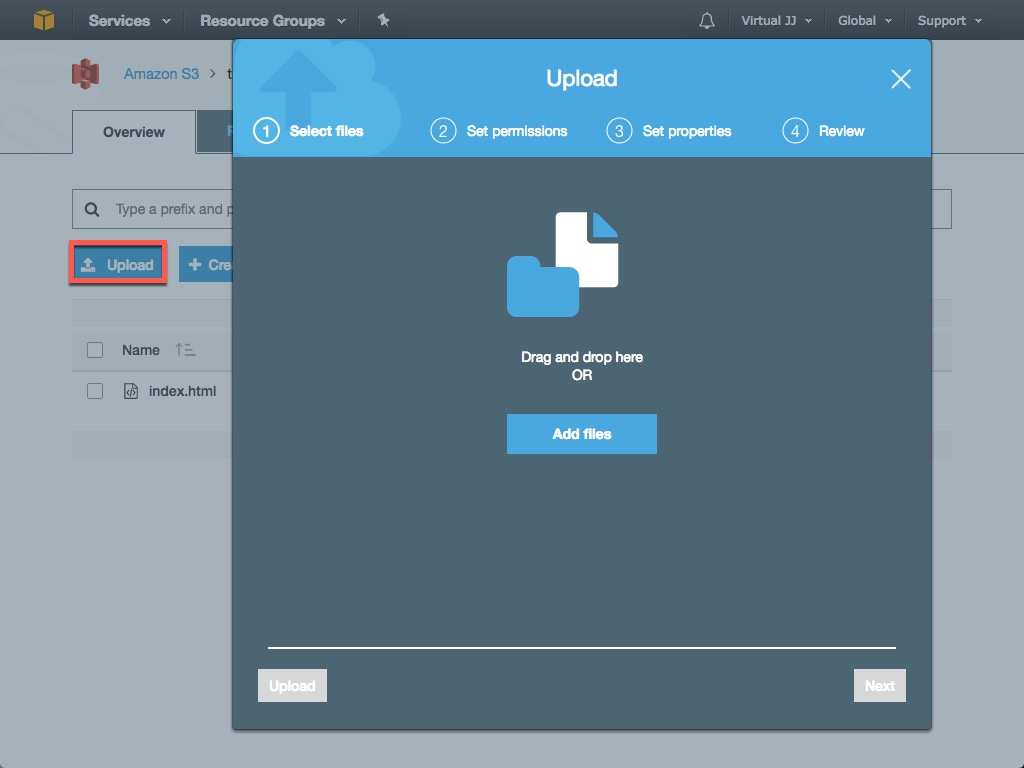 Services Resource Groups Virtual JJ Global Support
Amazon S3 > t
Upload
1 Select files 2 Set permissions 3 Set properties 4 Review
Overview
Type a prefix and p
Upload + Cre
Name
index.html
Drag and drop here
OR
Add files
Upload Next